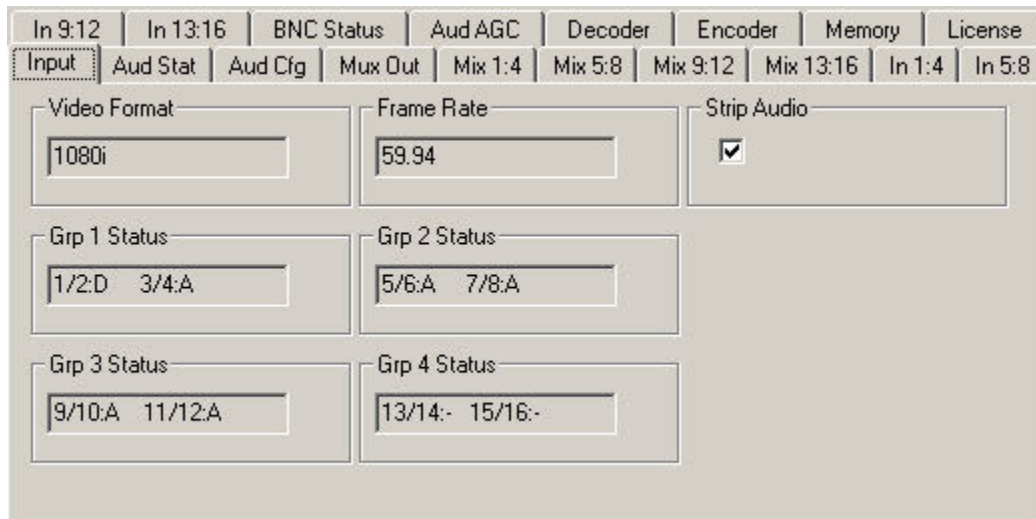 In 9:12 In 13:16 BNC Status Aud AGC Decoder Encoder Memory License
Input Aud Stat Aud Cfg Mux Out Mix 1:4 Mix 5:8 Mix 9:12 Mix 13:16 In 1:4 In 5:8
Video Format Frame Rate Strip Audio
1080i 59.94
Grp 1 Status Grp 2 Status
1/2:D 3/4:A 5/6:A 7/8:A
Grp 3 Status Grp 4 Status
9/10:A 11/12:A 13/14:- 15/16:-